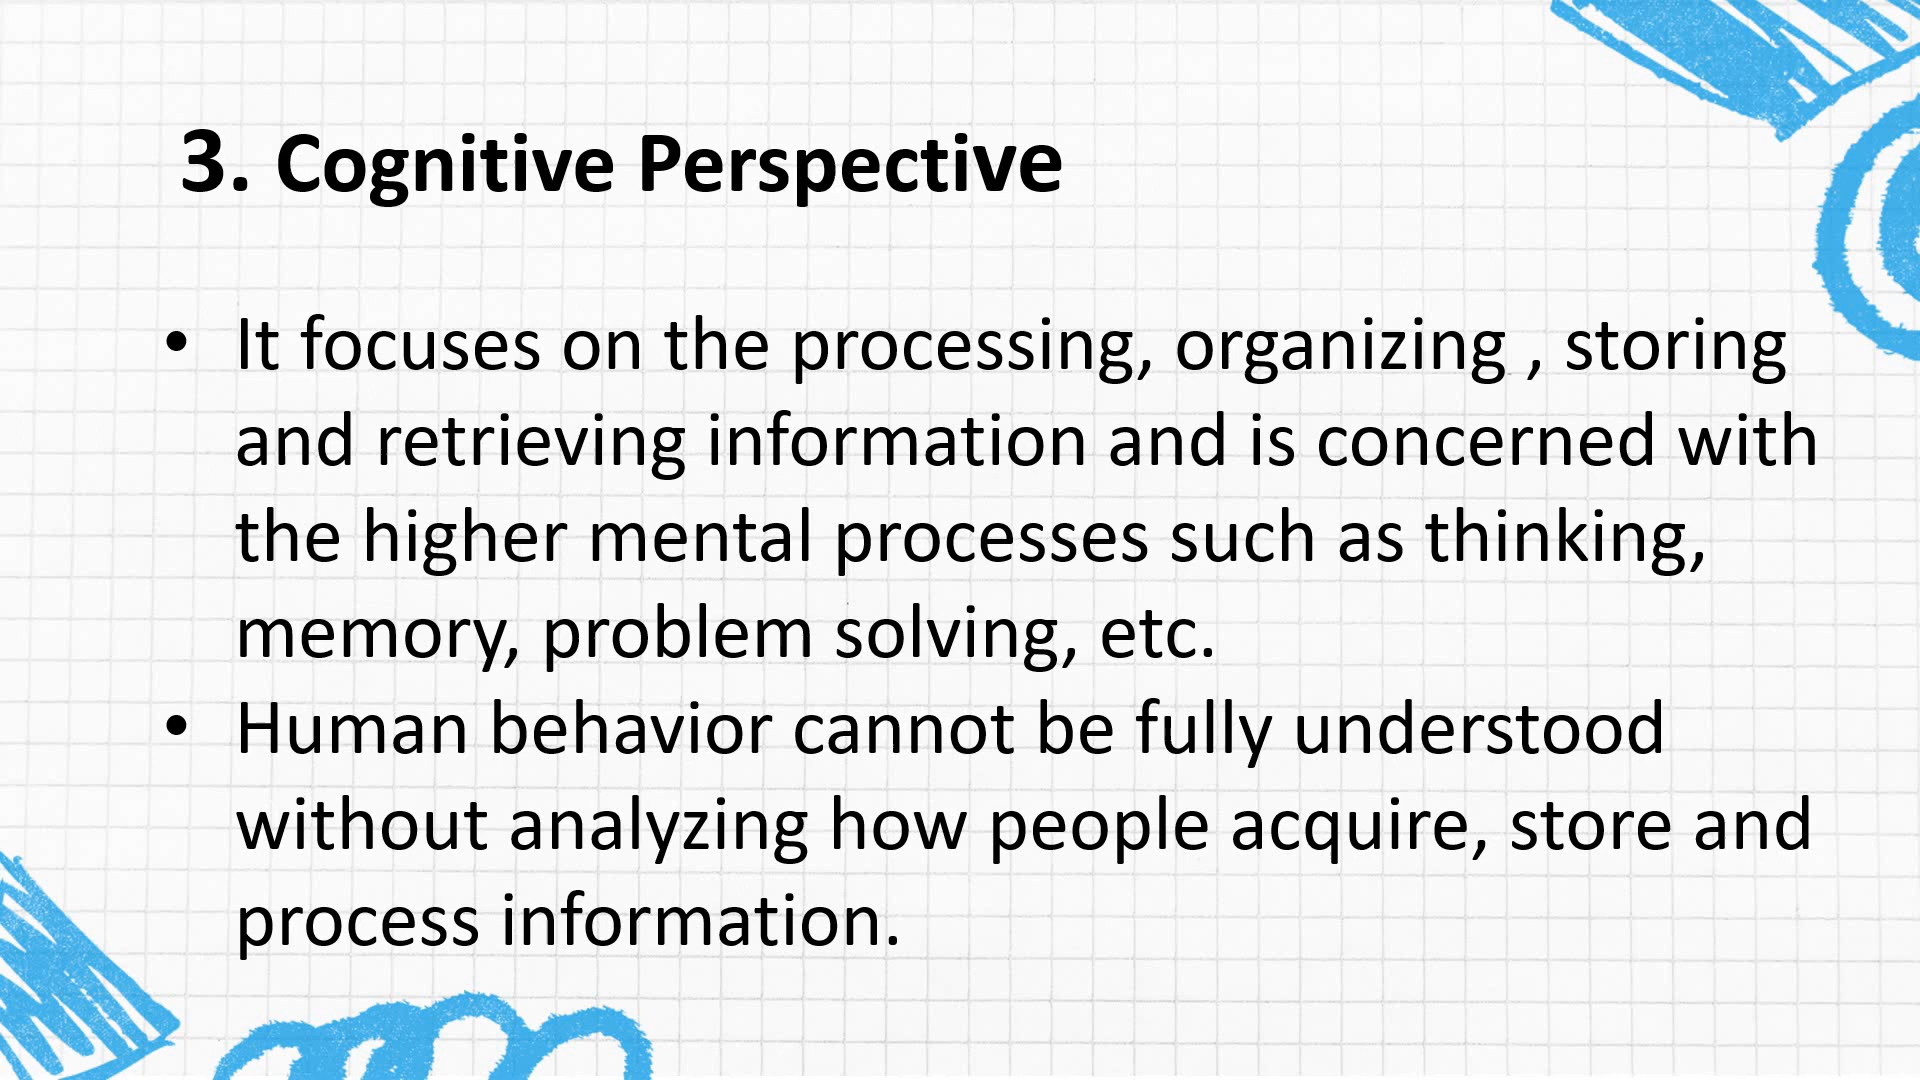 3. Cognitive Perspective
• It focuses on the processing, organizing , storing
and retrieving information and is concerned with
the higher mental processes such as thinking,
memory, problem solving, etc.
• Human behavior cannot be fully understood
without analyzing how people acquire, store and
process information.